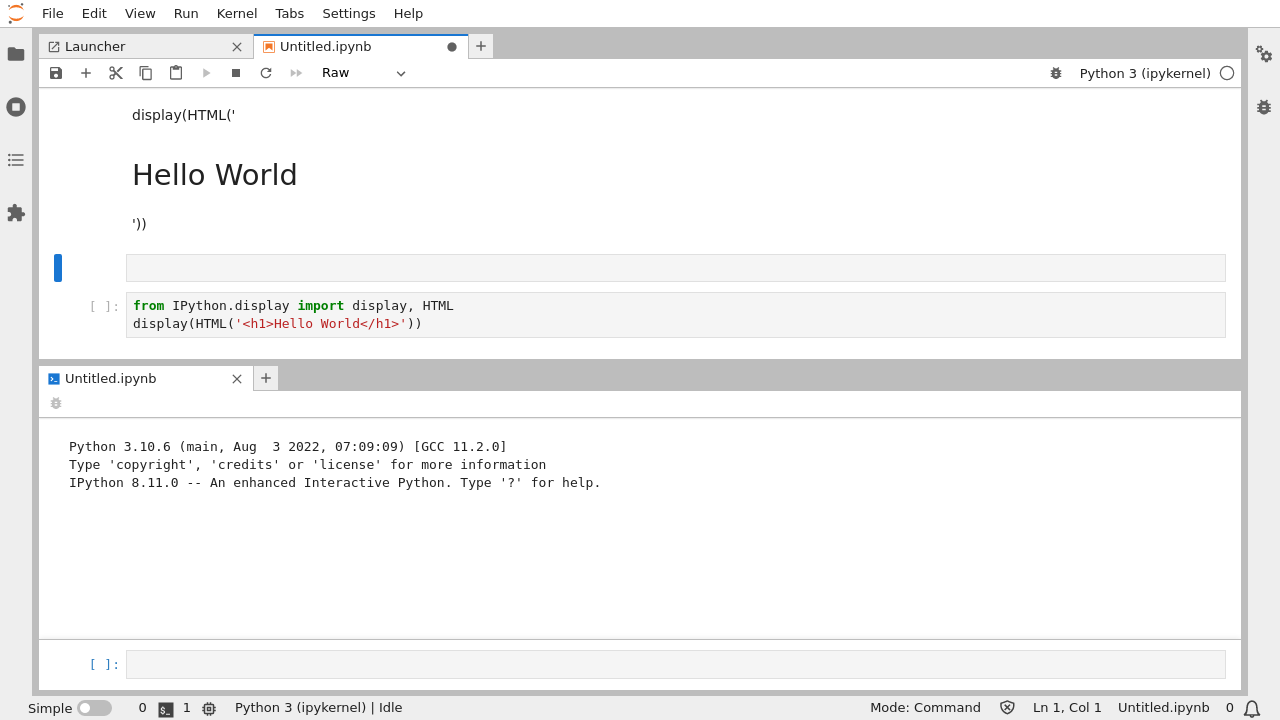 File Edit View Run Kernel Tabs Settings Help
Launcher
Untitled.ipynb
Raw
Python 3 (ipykernel)
display(HTML('
Hello World
'))
[ ]:
from IPython.display import display, HTML
display(HTML('<h1>Hello World</h1>'))
Untitled.ipynb
Python 3.10.6 (main, Aug  3 2022, 07:09:09) [GCC 11.2.0]
Type 'copyright', 'credits' or 'license' for more information
IPython 8.11.0 -- An enhanced Interactive Python. Type '?' for help.
[ ]:
Simple 0 $_ 1 Python 3 (ipykernel) | Idle Mode: Command Ln 1, Col 1 Untitled.ipynb 0